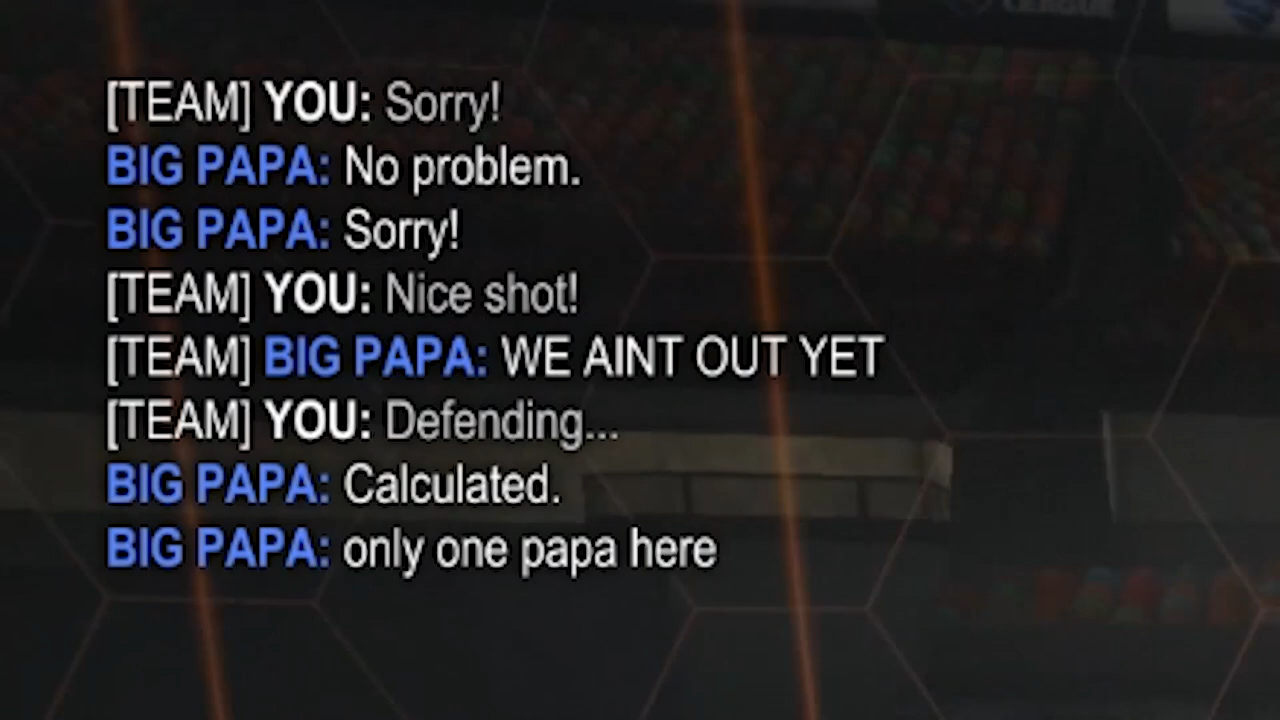 LEAGUE
[TEAM] YOU: Sorry!
BIG PAPA: No problem.
BIG PAPA: Sorry!
[TEAM] YOU: Nice shot!
[TEAM] BIG PAPA: WE AINT OUT YET
[TEAM] YOU: Defending...
BIG PAPA: Calculated.
BIG PAPA: only one papa here